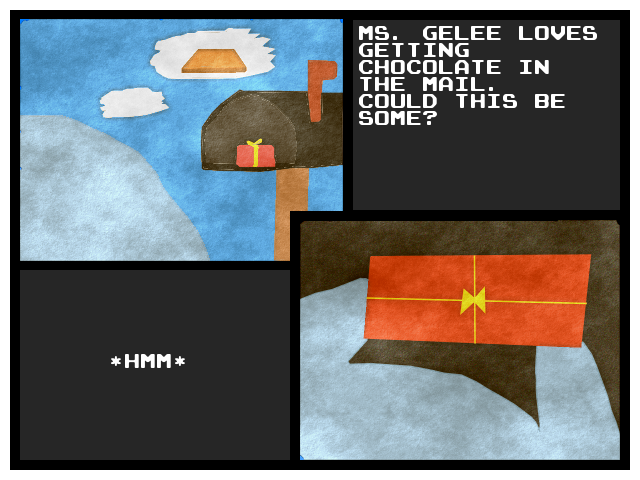 MS. GELEE LOVES
GETTING
CHOCOLATE IN
THE MAIL.
COULD THIS BE
SOME?
*HMM*